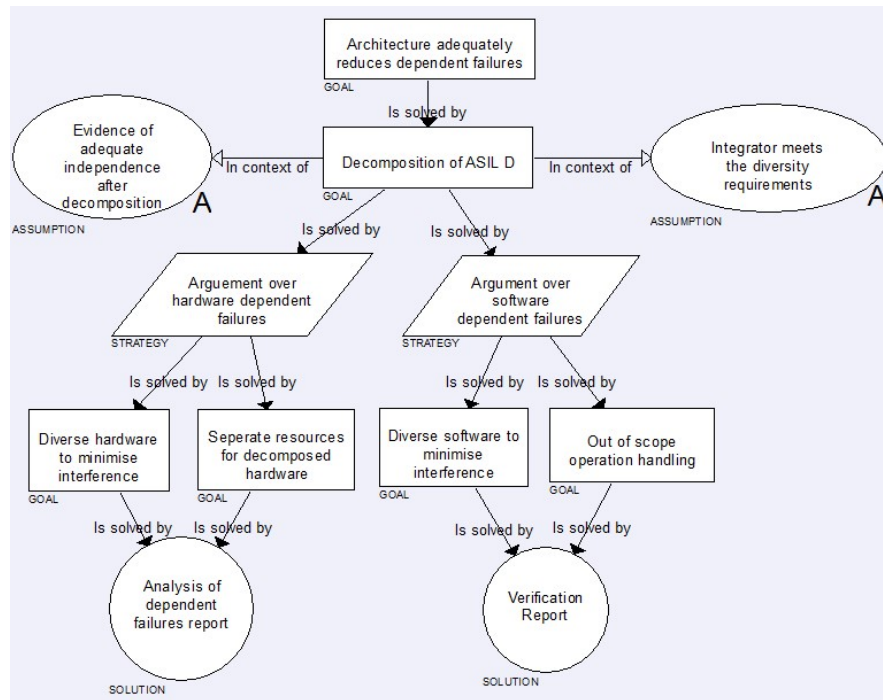 Architecture adequately
reduces dependent failures
GOAL
Is solved by
Evidence of
adequate
independence
after
decomposition
A
ASSUMPTION
In context of
Decomposition of ASIL D
GOAL
In context of
Integrator meets
the diversity
requirements
A
ASSUMPTION
Is solved by
Is solved by
Arguement over
hardware dependent
failures
STRATEGY
Argument over
software
dependent failures
STRATEGY
Is solved by
Is solved by
Is solved by
Is solved by
Diverse hardware
to minimise
interference
GOAL
Seperate resources
for decomposed
hardware
GOAL
Diverse software to
minimise
interference
GOAL
Out of scope
operation handling
GOAL
Is solved by
Is solved by
Is solved by
Is solved by
Analysis of
dependent
failures report
SOLUTION
Verification
Report
SOLUTION